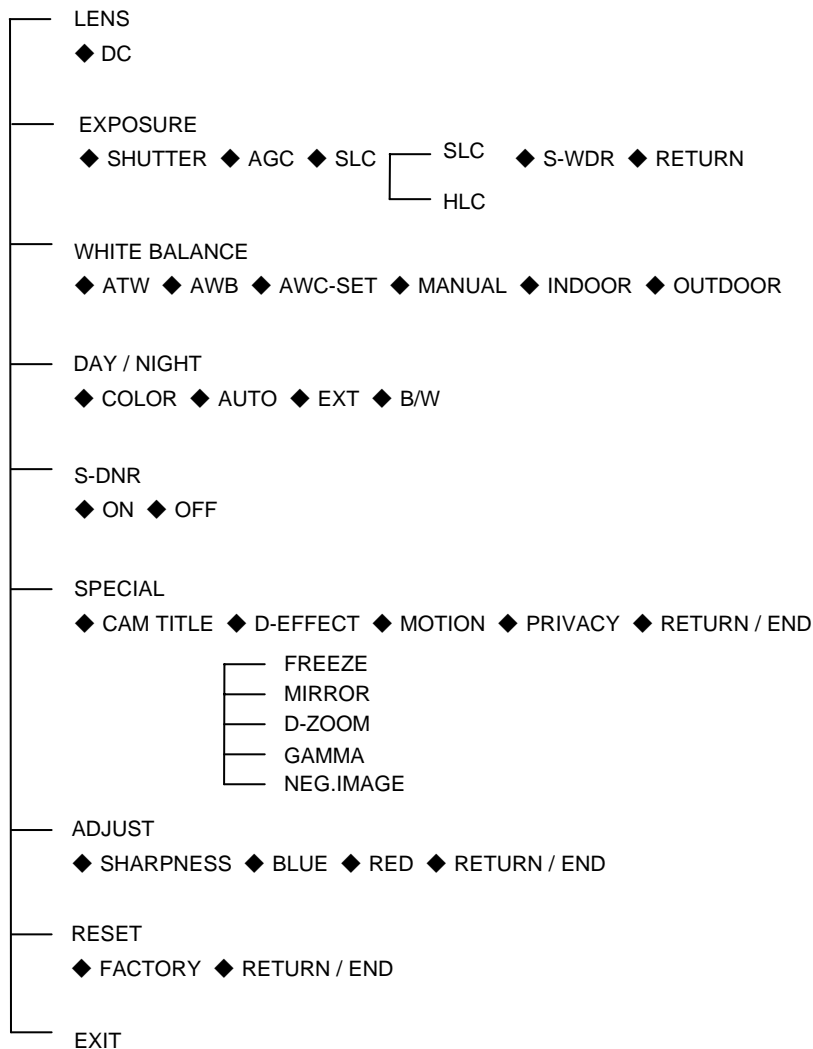 LENS
◆ DC
EXPOSURE
◆ SHUTTER ◆ AGC ◆ SLC SLC ◆ S-WDR ◆ RETURN
HLC
WHITE BALANCE
◆ ATW ◆ AWB ◆ AWC-SET ◆ MANUAL ◆ INDOOR ◆ OUTDOOR
DAY / NIGHT
◆ COLOR ◆ AUTO ◆ EXT ◆ B/W
S-DNR
◆ ON ◆ OFF
SPECIAL
◆ CAM TITLE ◆ D-EFFECT ◆ MOTION ◆ PRIVACY ◆ RETURN / END
FREEZE
MIRROR
D-ZOOM
GAMMA
NEG.IMAGE
ADJUST
◆ SHARPNESS ◆ BLUE ◆ RED ◆ RETURN / END
RESET
◆ FACTORY ◆ RETURN / END
EXIT